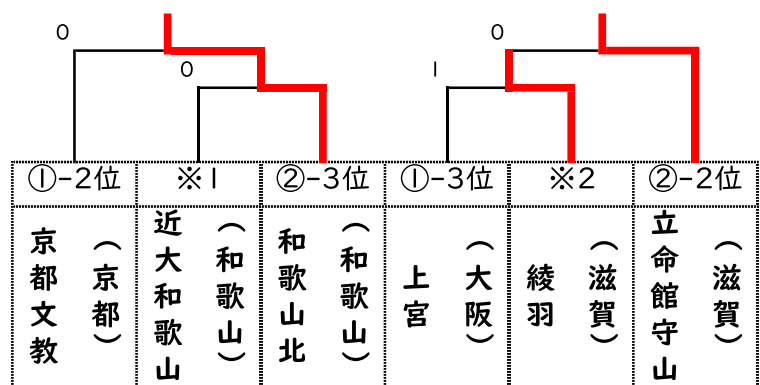 0
0
0
1
①-2位
※1
②-3位
①-3位
※2
②-2位
京都文教
（京都）
近大和歌山
（和歌山）
和歌山北
（和歌山）
上宮
（大阪）
綾羽
（滋賀）
立命館守山
（滋賀）